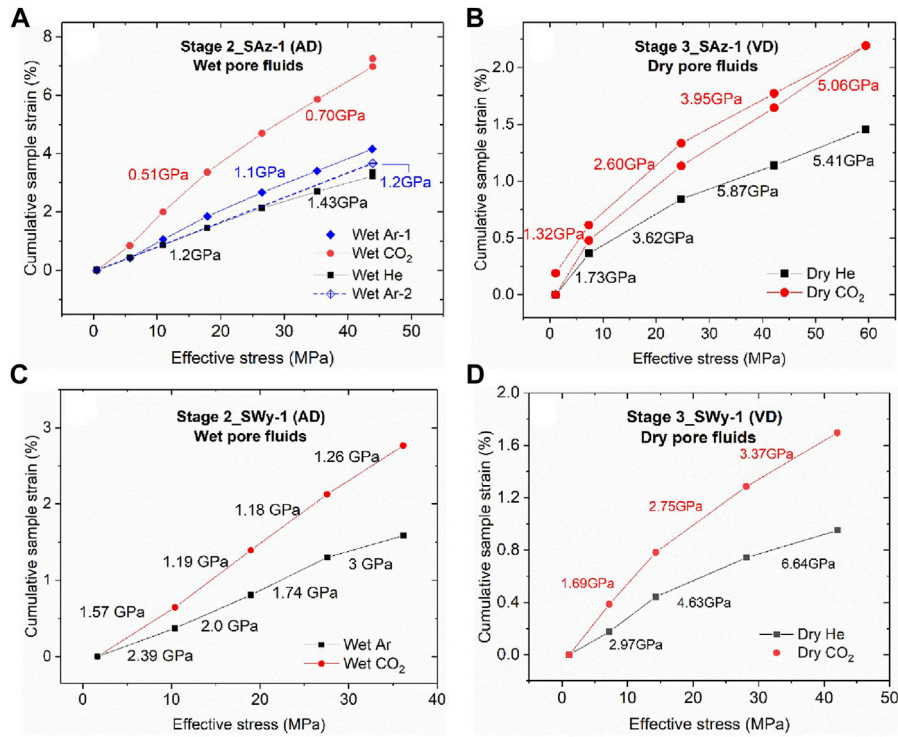 A
Stage 2_SAz-1 (AD)
Wet pore fluids
Cumulative sample strain (%)
8
6
4
2
0
0.51GPa
0.70GPa
1.1GPa
1.2GPa
1.43GPa
1.2GPa
Wet Ar-1
Wet CO₂
Wet He
Wet Ar-2
0 10 20 30 40 50
Effective stress (MPa)
B
Stage 3_SAz-1 (VD)
Dry pore fluids
Cumulative sample strain (%)
2.0
1.5
1.0
0.5
0.0
3.95GPa
5.06GPa
2.60GPa
5.41GPa
5.87GPa
1.32GPa
3.62GPa
1.73GPa
Dry He
Dry CO₂
0 10 20 30 40 50 60
Effective stress (MPa)
C
Stage 2_SWy-1 (AD)
Wet pore fluids
Cumulative sample strain (%)
3
2
1
0
1.26 GPa
1.18 GPa
1.19 GPa
3 GPa
1.57 GPa
1.74 GPa
2.0 GPa
2.39 GPa
Wet Ar
Wet CO₂
0 10 20 30 40
Effective stress (MPa)
D
Stage 3_SWy-1 (VD)
Dry pore fluids
Cumulative sample strain (%)
2.0
1.6
1.2
0.8
0.4
0.0
3.37GPa
2.75GPa
1.69GPa
6.64GPa
4.63GPa
2.97GPa
Dry He
Dry CO₂
0 10 20 30 40 50
Effective stress (MPa)